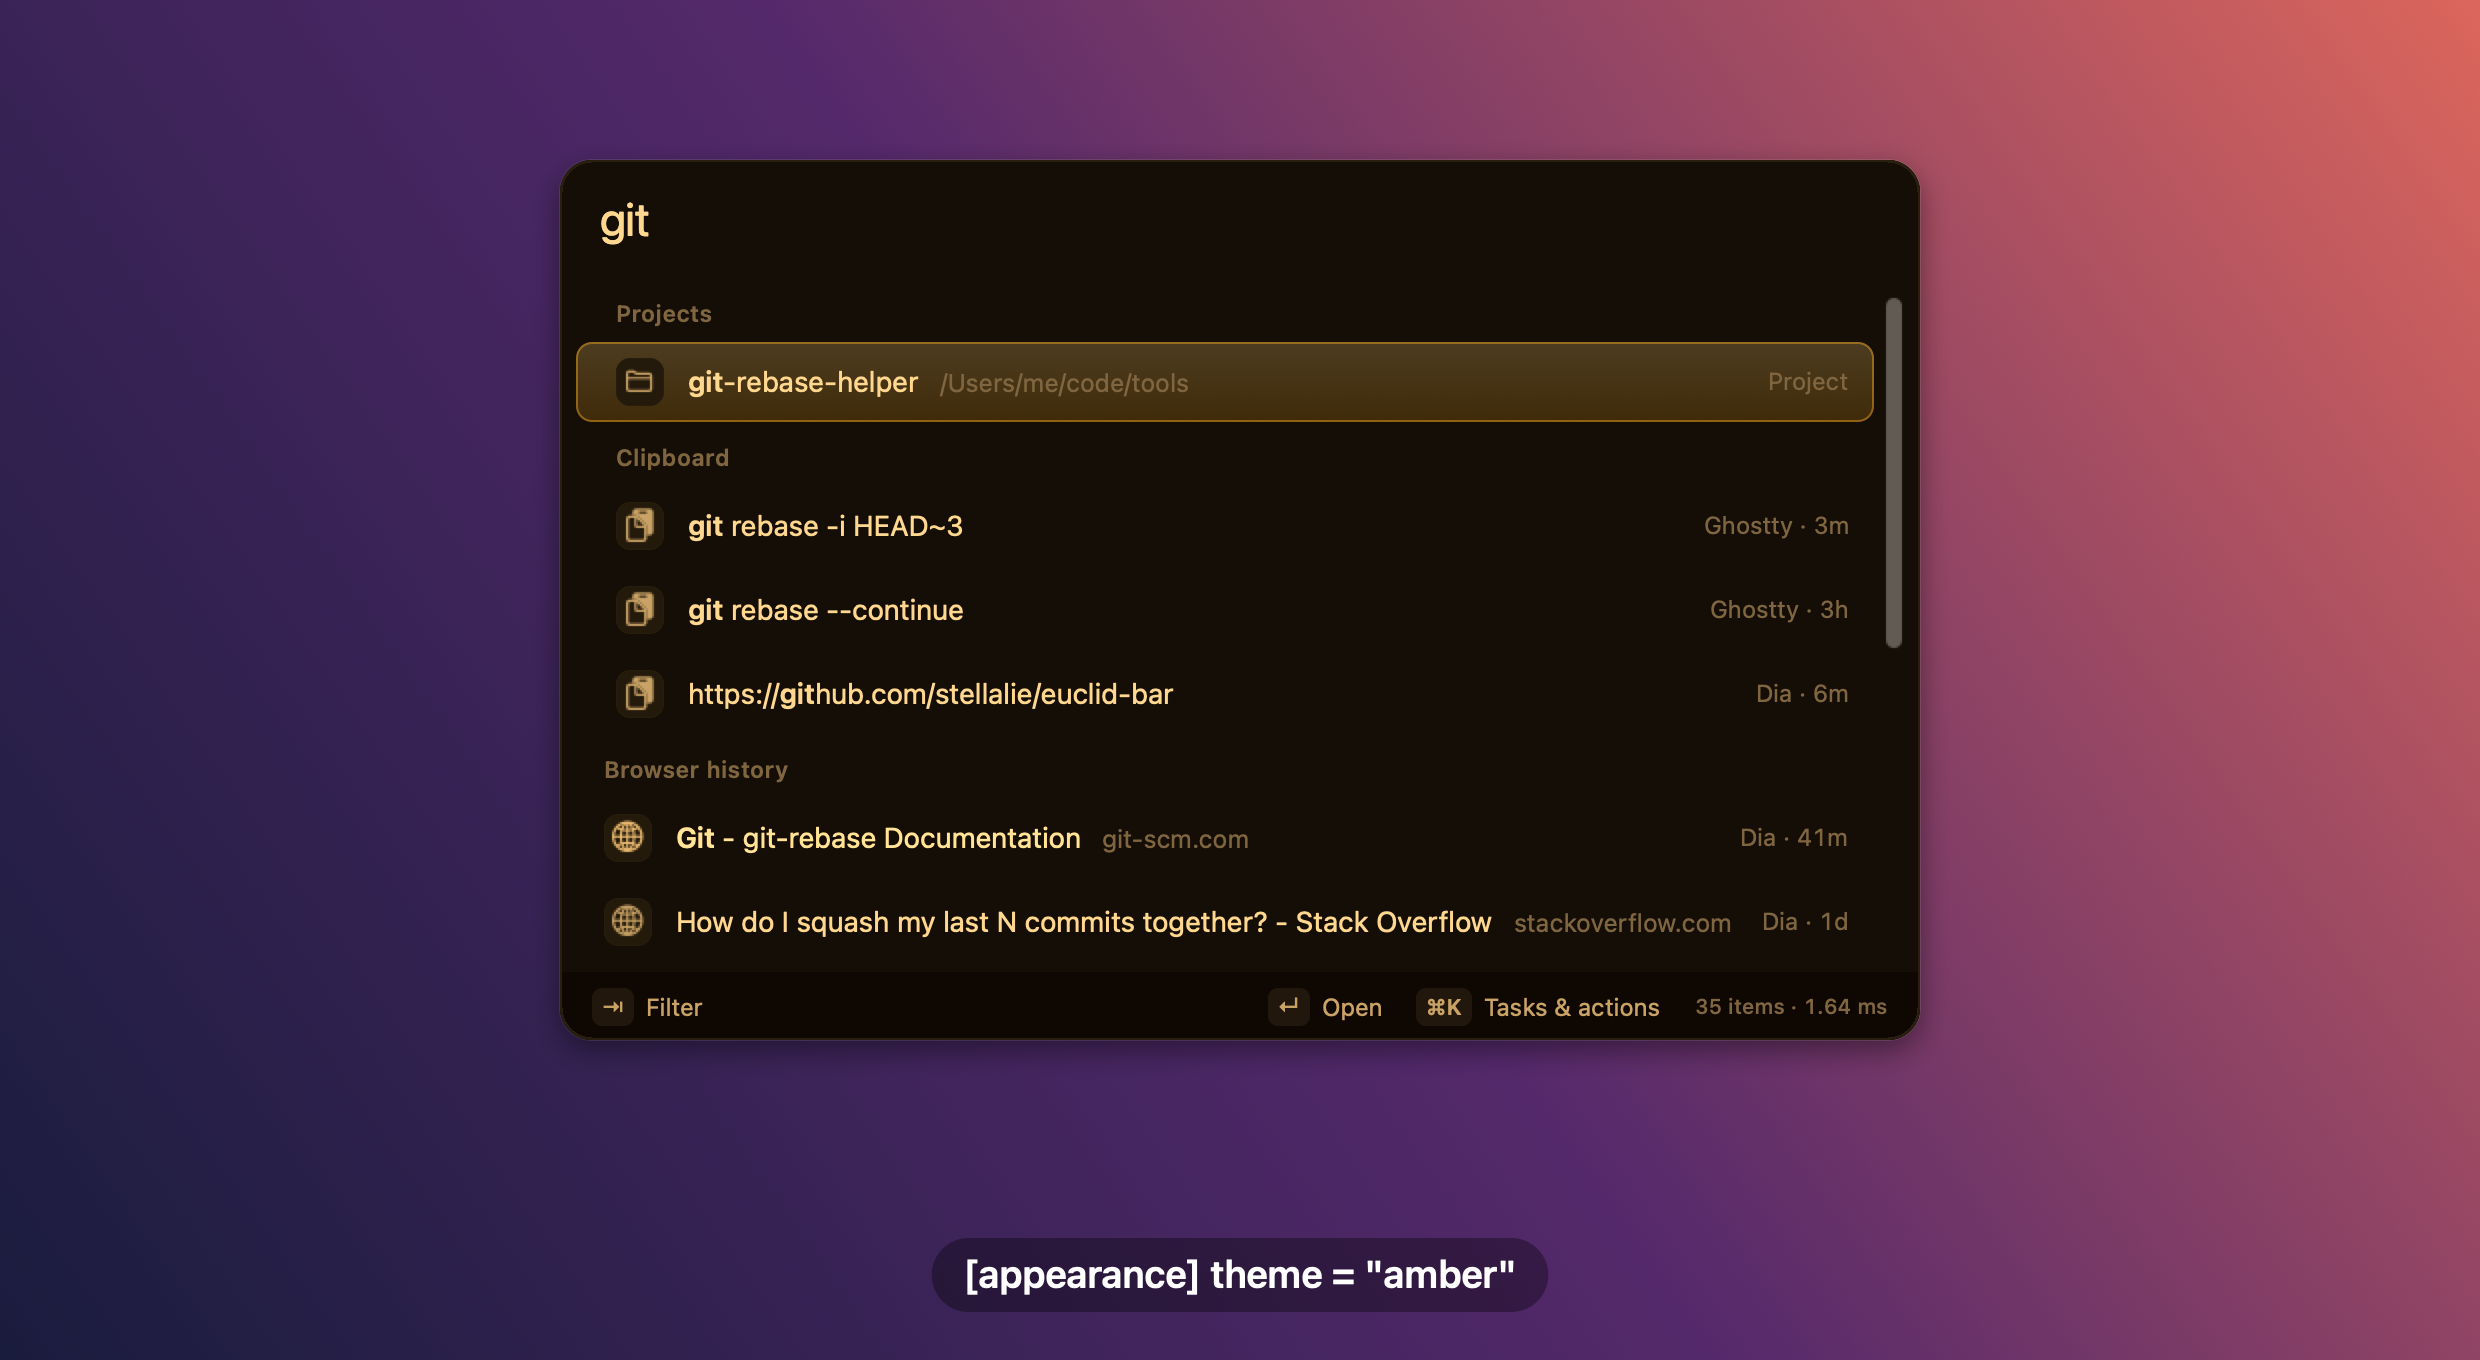 git
Projects
git-rebase-helper /Users/me/code/tools Project
Clipboard
git rebase -i HEAD~3 Ghostty · 3m
git rebase --continue Ghostty · 3h
https://github.com/stellalie/euclid-bar Dia · 6m
Browser history
Git - git-rebase Documentation git-scm.com Dia · 41m
How do I squash my last N commits together? - Stack Overflow stackoverflow.com Dia · 1d
⇥ Filter ↵ Open ⌘K Tasks & actions 35 items · 1.64 ms
[appearance] theme = "amber"